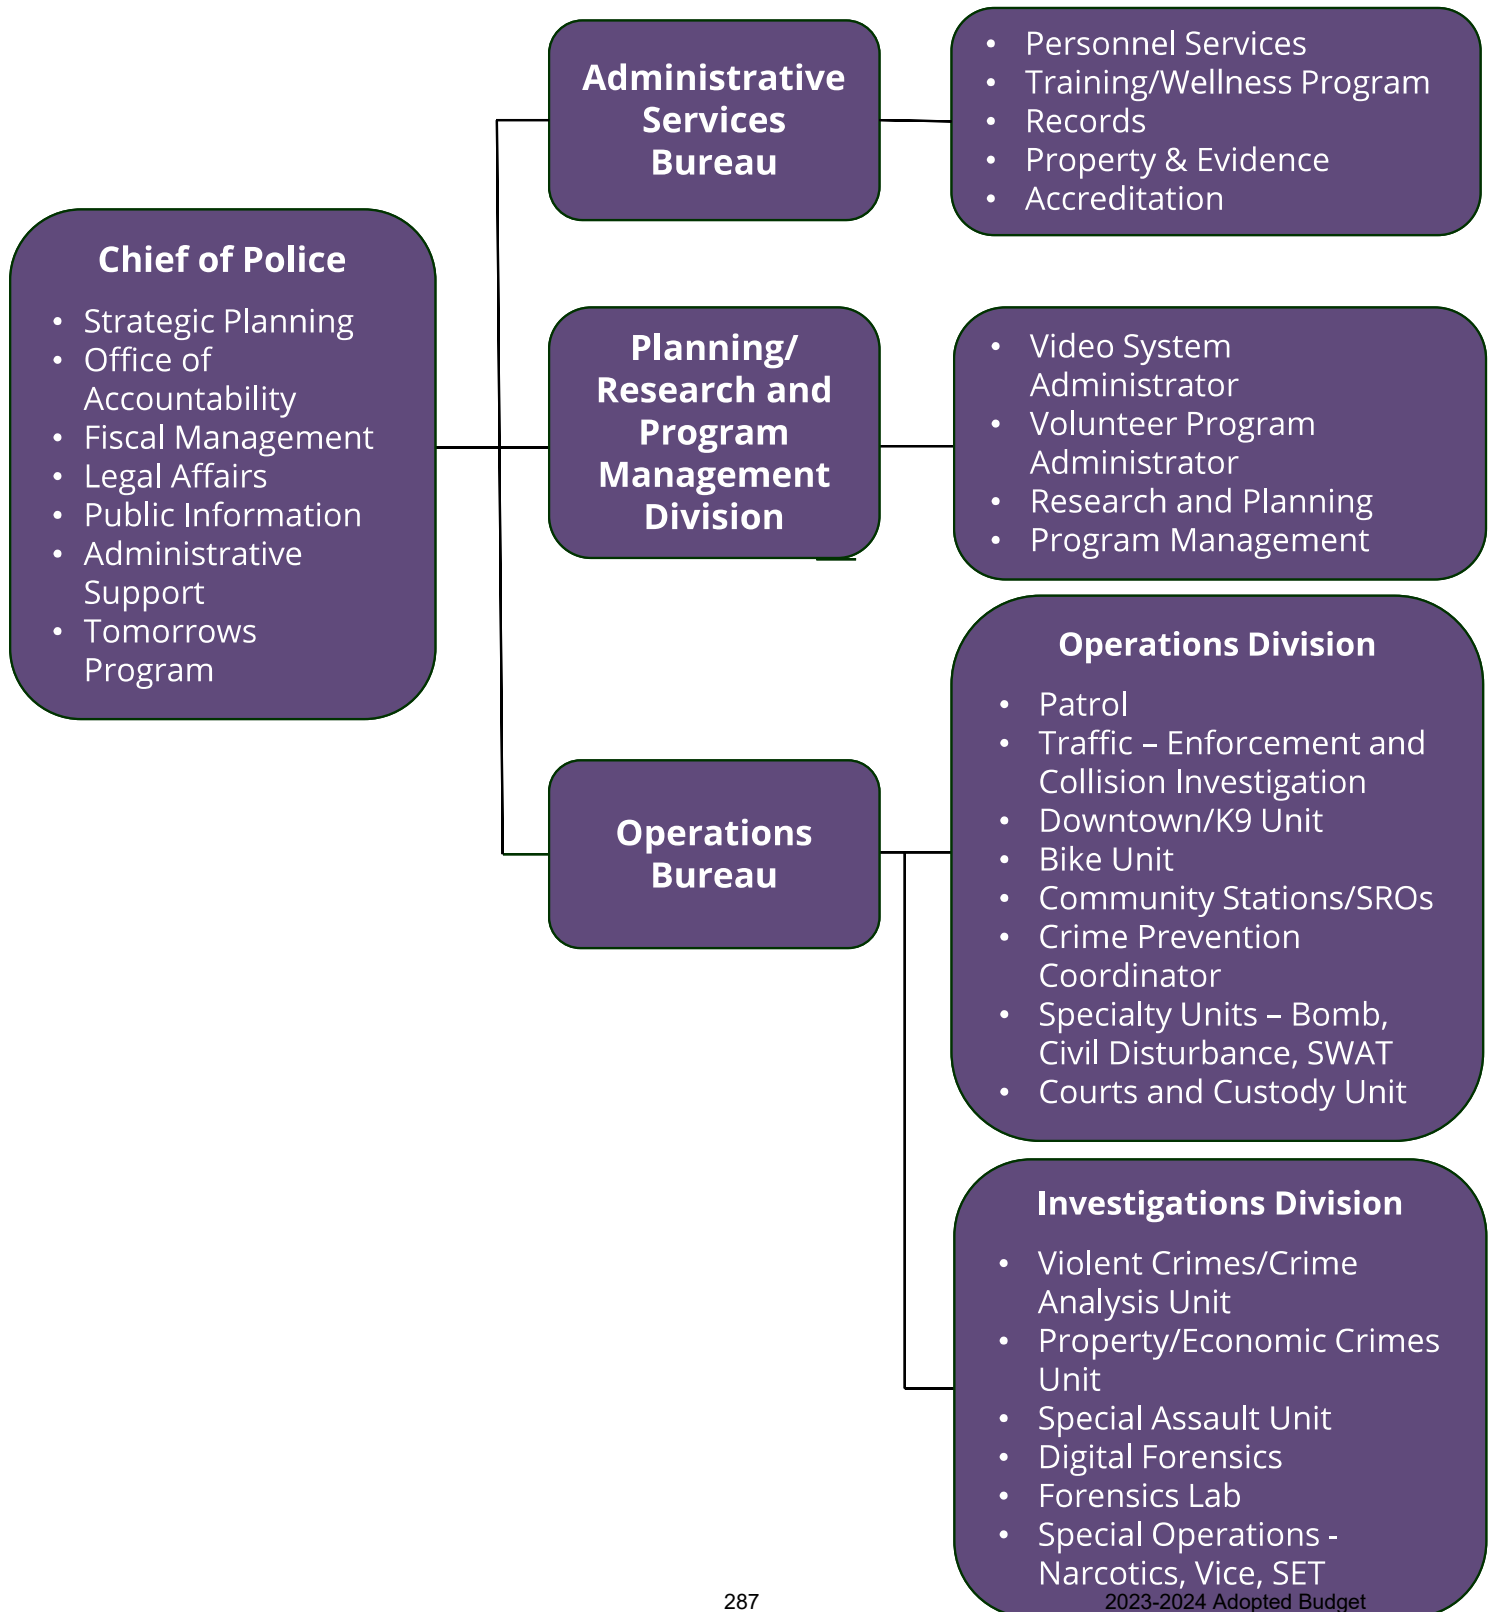 Chief of Police
• Strategic Planning
• Office of
Accountability
• Fiscal Management
• Legal Affairs
• Public Information
• Administrative
Support
• Tomorrows
Program
Administrative
Services
Bureau
• Personnel Services
• Training/Wellness Program
• Records
• Property & Evidence
• Accreditation
Planning/
Research and
Program
Management
Division
• Video System
Administrator
• Volunteer Program
Administrator
• Research and Planning
• Program Management
Operations
Bureau
Operations Division
• Patrol
• Traffic – Enforcement and
Collision Investigation
• Downtown/K9 Unit
• Bike Unit
• Community Stations/SROs
• Crime Prevention
Coordinator
• Specialty Units – Bomb,
Civil Disturbance, SWAT
• Courts and Custody Unit
Investigations Division
• Violent Crimes/Crime
Analysis Unit
• Property/Economic Crimes
Unit
• Special Assault Unit
• Digital Forensics
• Forensics Lab
• Special Operations -
Narcotics, Vice, SET
287
2023-2024 Adopted Budget